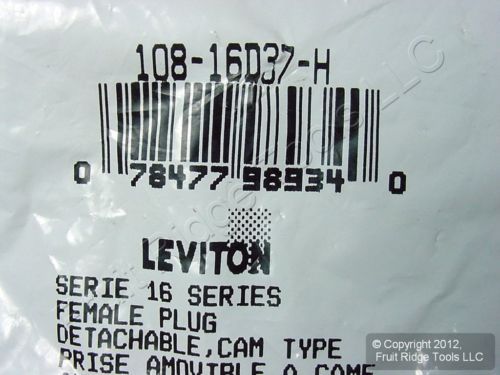 108-16D37-H
0 78477 98934 0
LEVITON
SERIE 16 SERIES
FEMALE PLUG
DETACHABLE,CAM TYPE
PRISE AMOVIBLE A CAME
© Copyright 2012,
Fruit Ridge Tools LLC